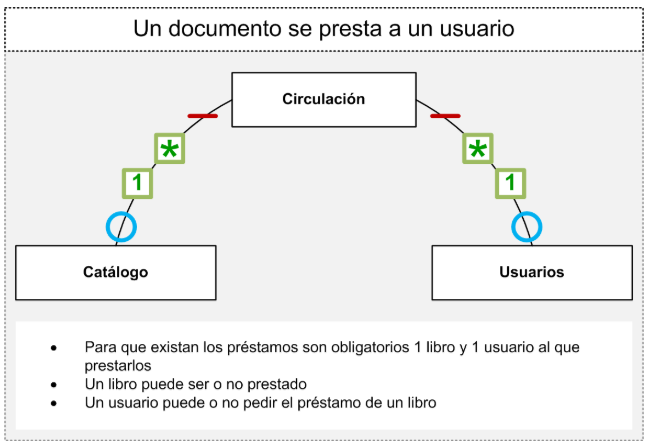 Un documento se presta a un usuario
Circulación
* *
1 1
Catálogo Usuarios
• Para que existan los préstamos son obligatorios 1 libro y 1 usuario al que
prestarlos
• Un libro puede ser o no prestado
• Un usuario puede o no pedir el préstamo de un libro